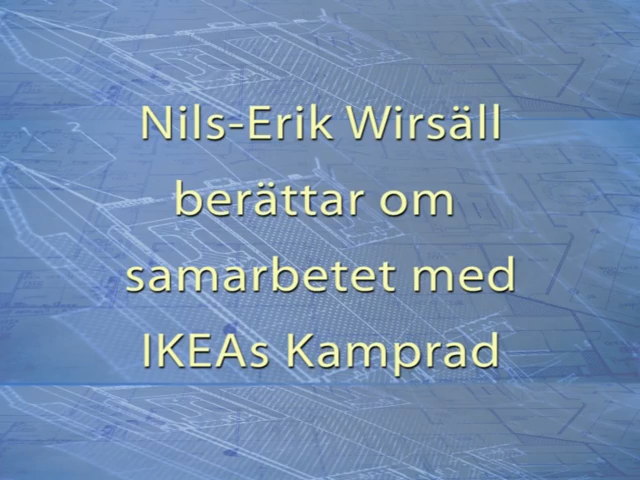 Nils-Erik Wirsäll
berättar om
samarbetet med
IKEAs Kamprad